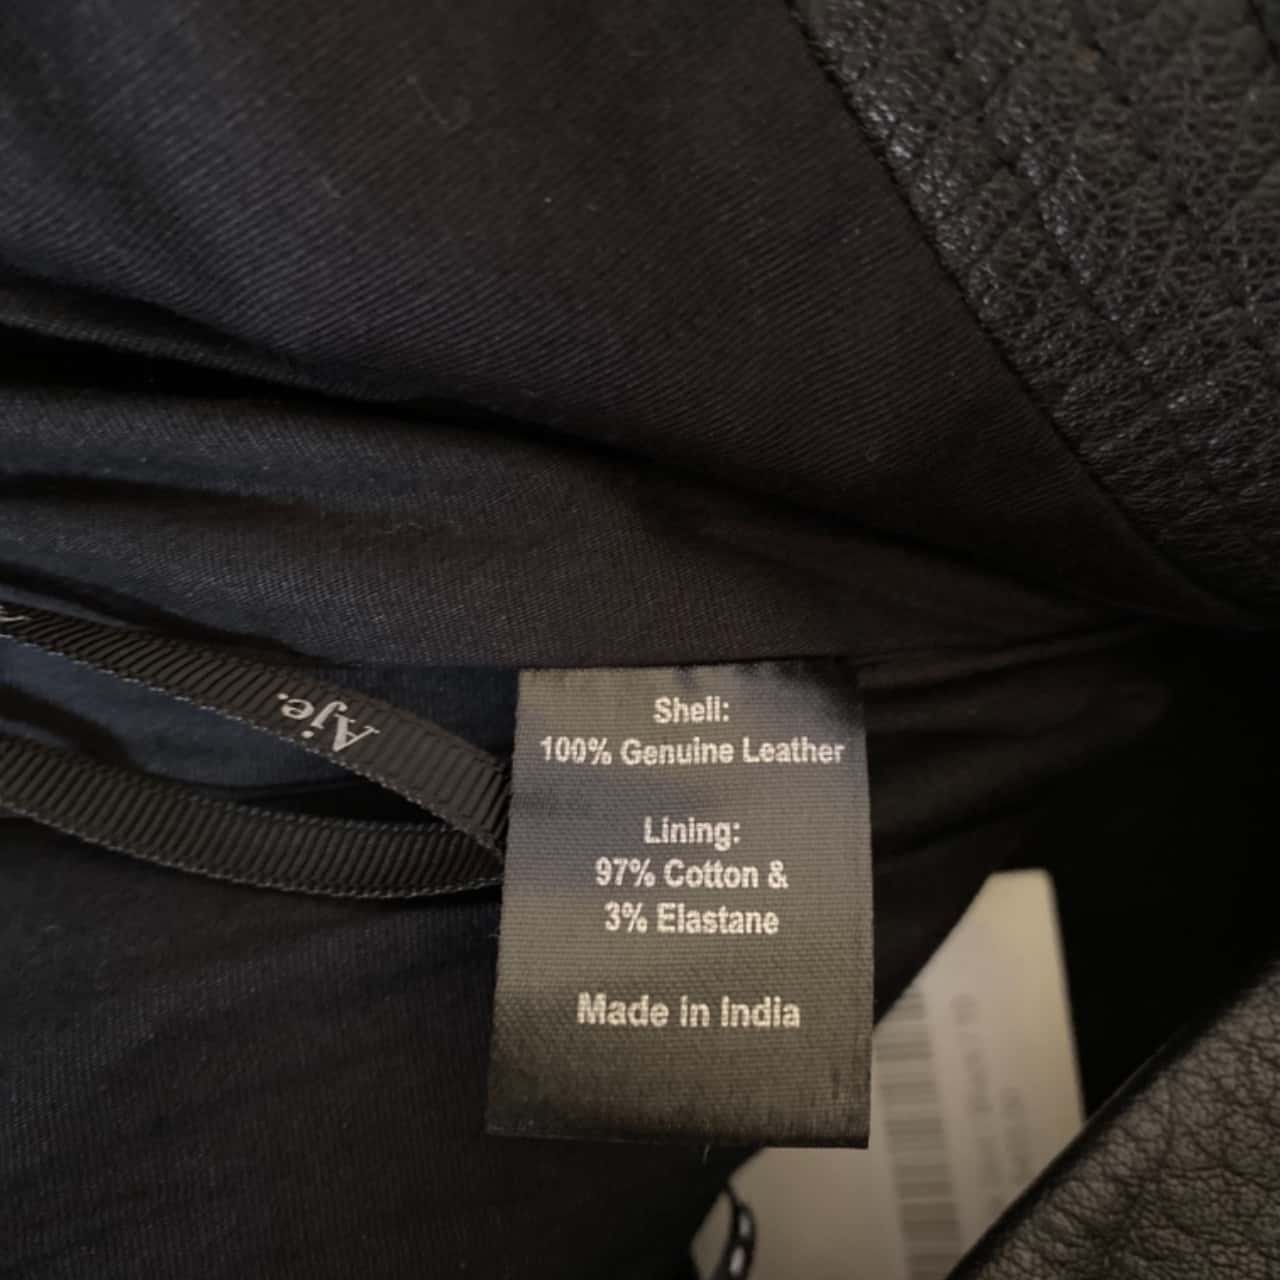 Aje.
Shell:
100% Genuine Leather
Lining:
97% Cotton &
3% Elastane
Made in India